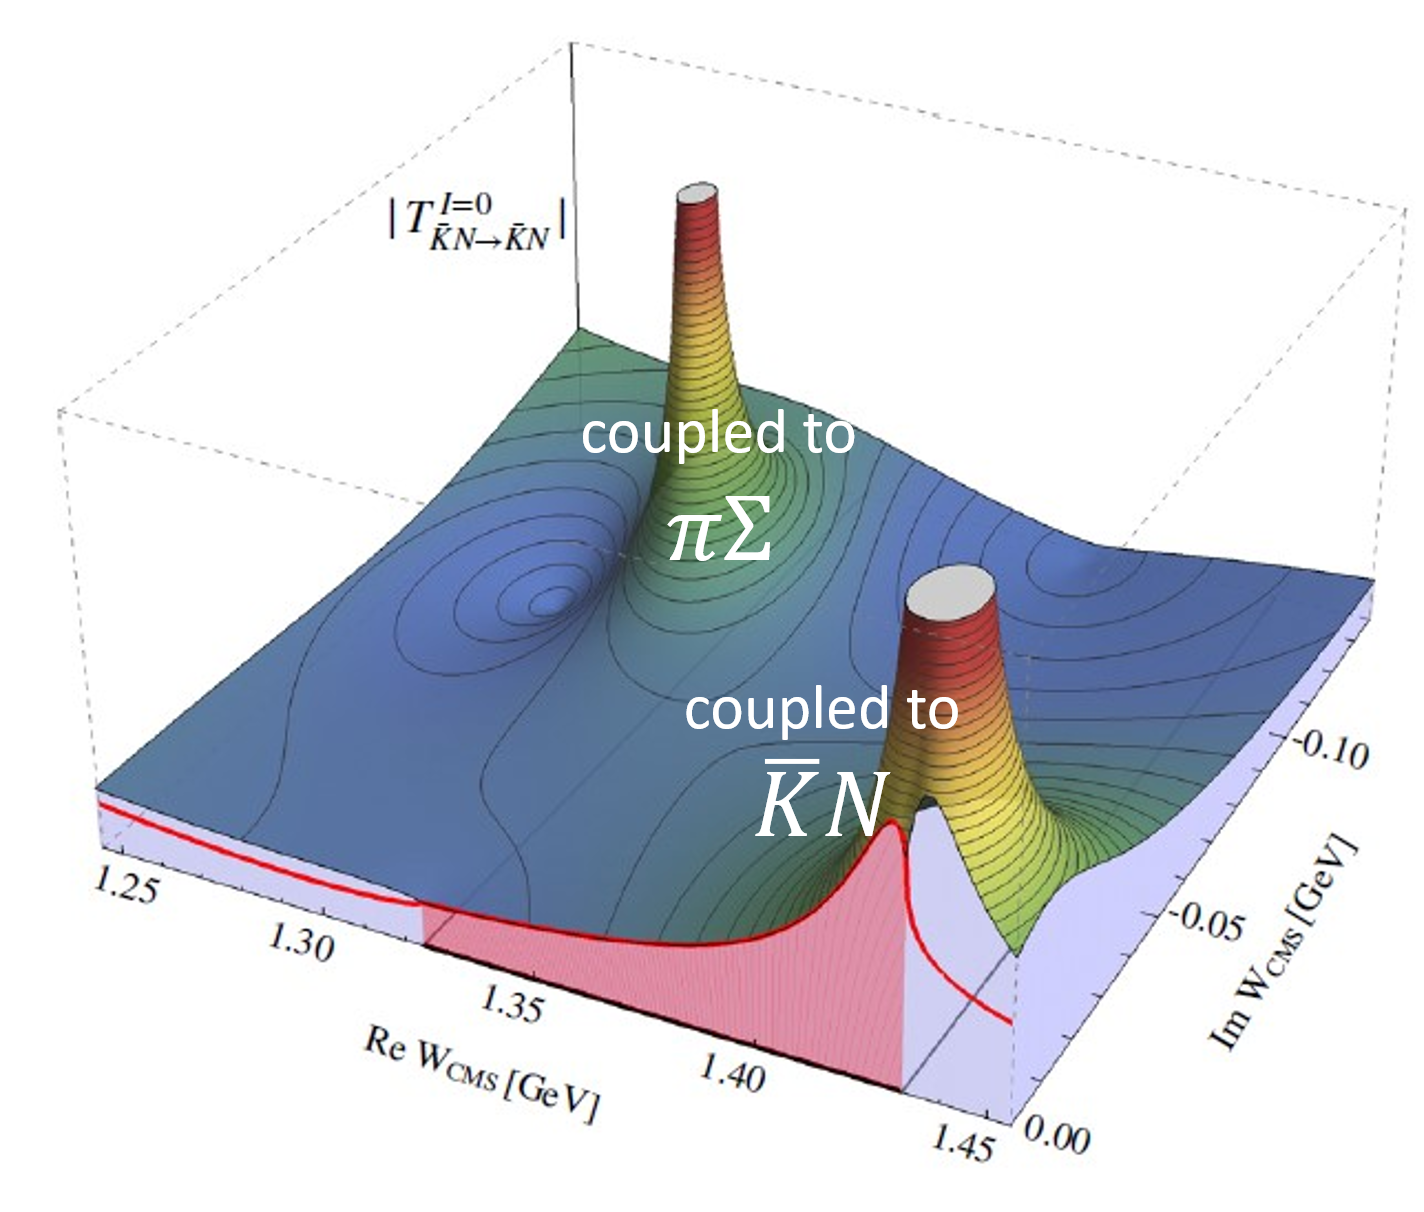 |T^{I=0}_{K̄N→K̄N}|
coupled to
πΣ
coupled to
K̄ N
-0.10
-0.05
0.00
Im W_CMS [GeV]
1.25
1.30
1.35
1.40
1.45
Re W_CMS [GeV]